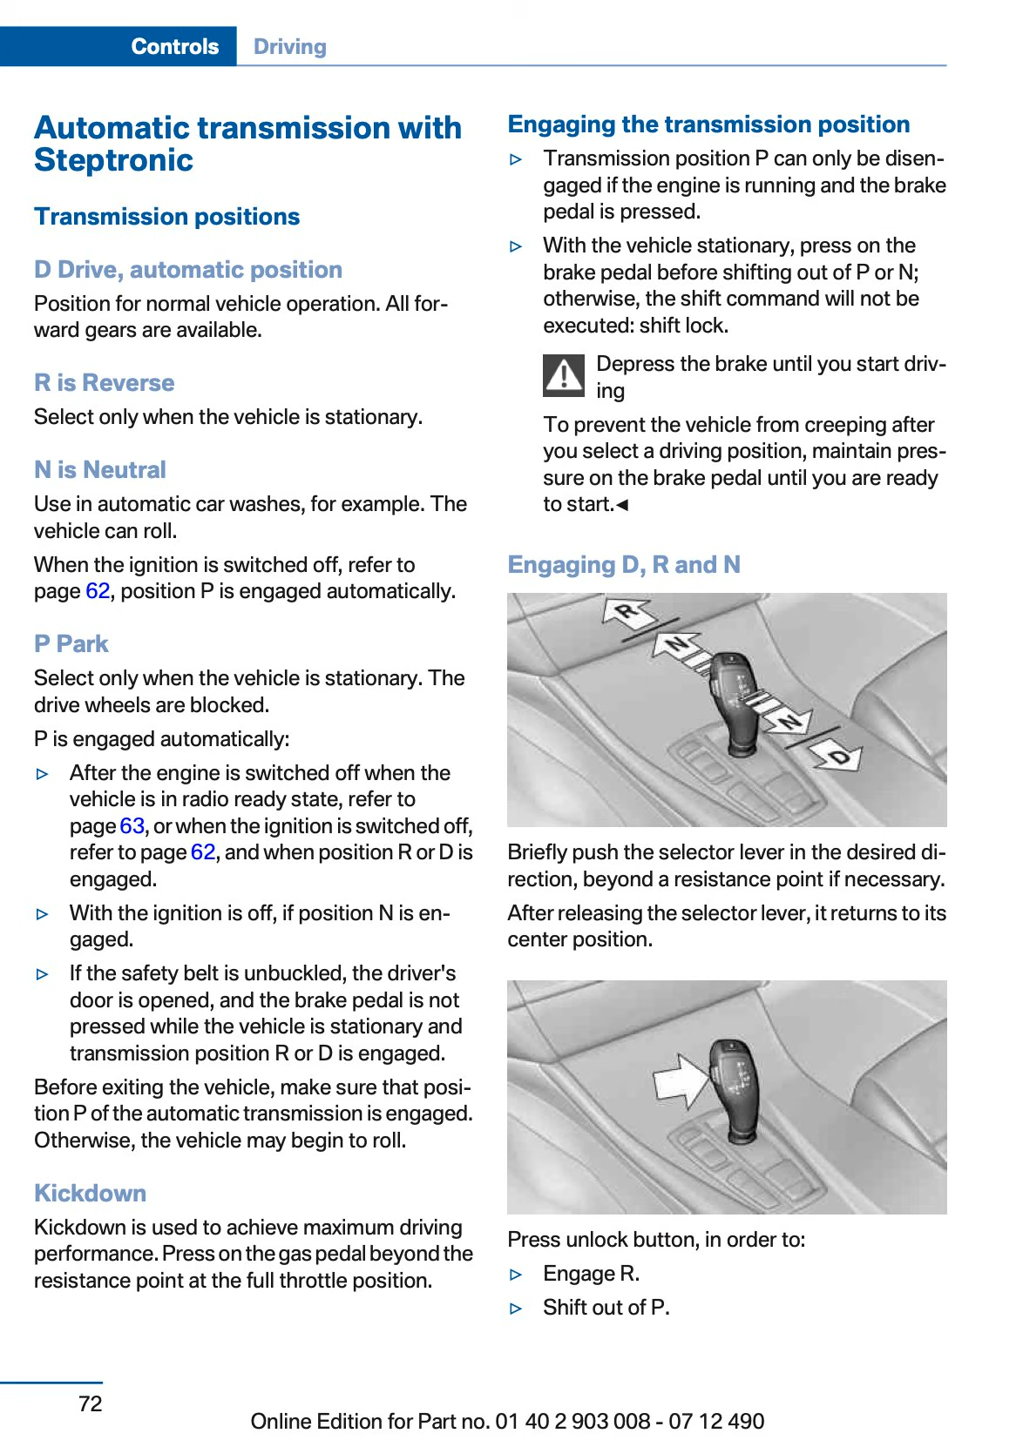 Controls Driving
Automatic transmission with
Steptronic
Transmission positions
D Drive, automatic position
Position for normal vehicle operation. All for-
ward gears are available.
R is Reverse
Select only when the vehicle is stationary.
N is Neutral
Use in automatic car washes, for example. The
vehicle can roll.
When the ignition is switched off, refer to
page 62, position P is engaged automatically.
P Park
Select only when the vehicle is stationary. The
drive wheels are blocked.
P is engaged automatically:
▷ After the engine is switched off when the
vehicle is in radio ready state, refer to
page 63, or when the ignition is switched off,
refer to page 62, and when position R or D is
engaged.
▷ With the ignition is off, if position N is en-
gaged.
▷ If the safety belt is unbuckled, the driver's
door is opened, and the brake pedal is not
pressed while the vehicle is stationary and
transmission position R or D is engaged.
Before exiting the vehicle, make sure that posi-
tion P of the automatic transmission is engaged.
Otherwise, the vehicle may begin to roll.
Kickdown
Kickdown is used to achieve maximum driving
performance. Press on the gas pedal beyond the
resistance point at the full throttle position.
Engaging the transmission position
▷ Transmission position P can only be disen-
gaged if the engine is running and the brake
pedal is pressed.
▷ With the vehicle stationary, press on the
brake pedal before shifting out of P or N;
otherwise, the shift command will not be
executed: shift lock.
Depress the brake until you start driv-
ing
To prevent the vehicle from creeping after
you select a driving position, maintain pres-
sure on the brake pedal until you are ready
to start.◄
Engaging D, R and N
R
N
N
D
Briefly push the selector lever in the desired di-
rection, beyond a resistance point if necessary.
After releasing the selector lever, it returns to its
center position.
Press unlock button, in order to:
▷ Engage R.
▷ Shift out of P.
72
Online Edition for Part no. 01 40 2 903 008 - 07 12 490